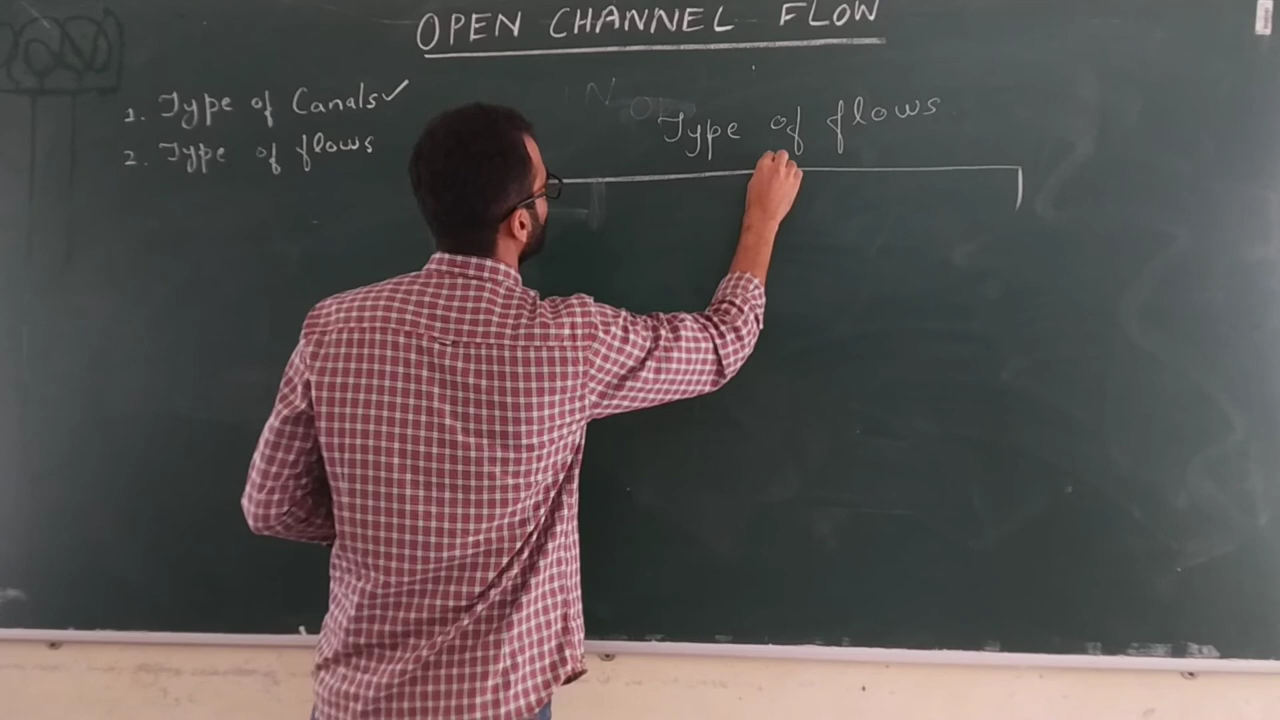 OPEN CHANNEL FLOW
1. Type of Canals✓
2. Type of flows
Type of flows